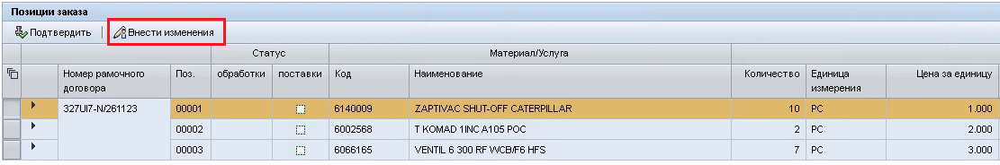 Позиции заказа
Подтвердить Внести изменения
Статус Материал/Услуга
Номер рамочного договора Поз. обработки поставки Код Наименование Количество Единица измерения Цена за единицу
327UI7-N/261123 00001 6140009 ZAPTIVAC SHUT-OFF CATERPILLAR 10 PC 1.000
00002 6002568 T KOMAD 1INC A105 POC 2 PC 2.000
00003 6066165 VENTIL 6 300 RF WCB/F6 HFS 7 PC 3.000